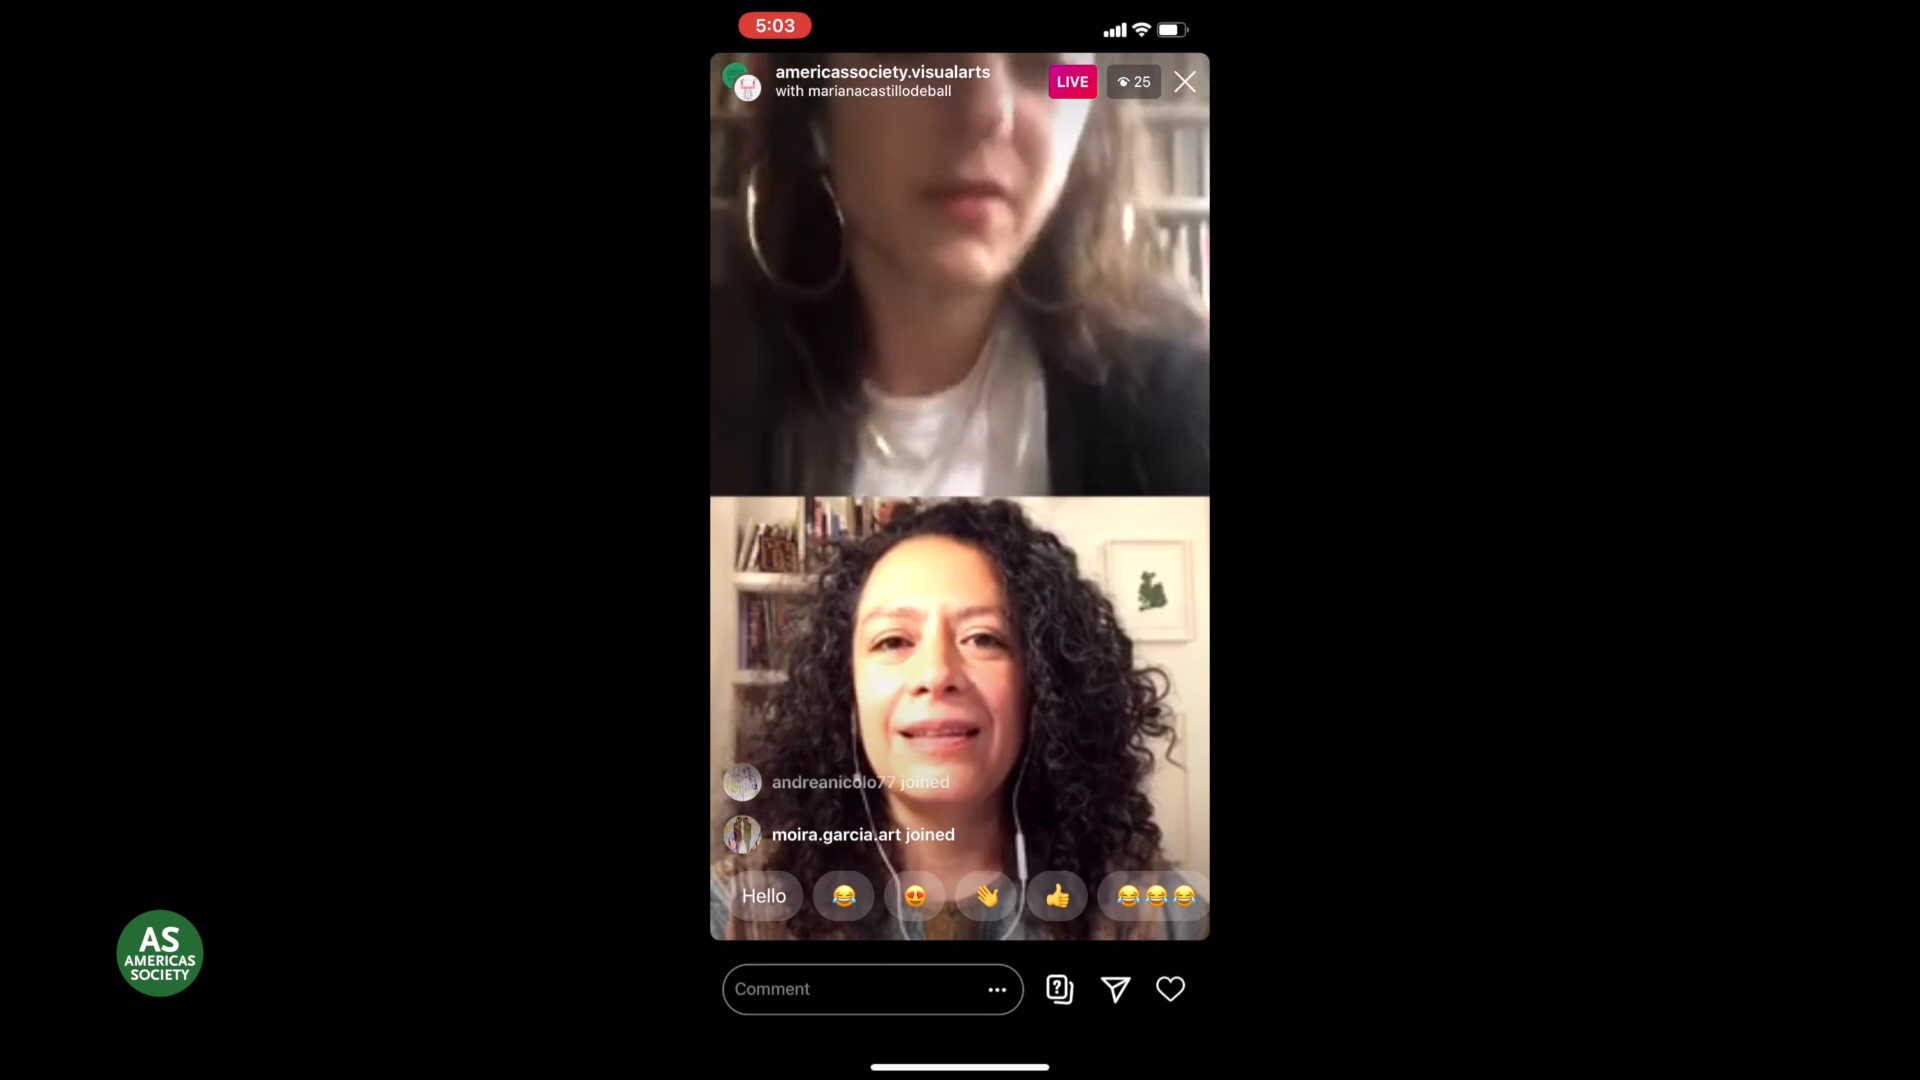 5:03
americassociety.visualarts
with marianacastillodeball
LIVE
25
andreanicolo77 joined
moira.garcia.art joined
Hello
Comment
AS
AMERICAS
SOCIETY